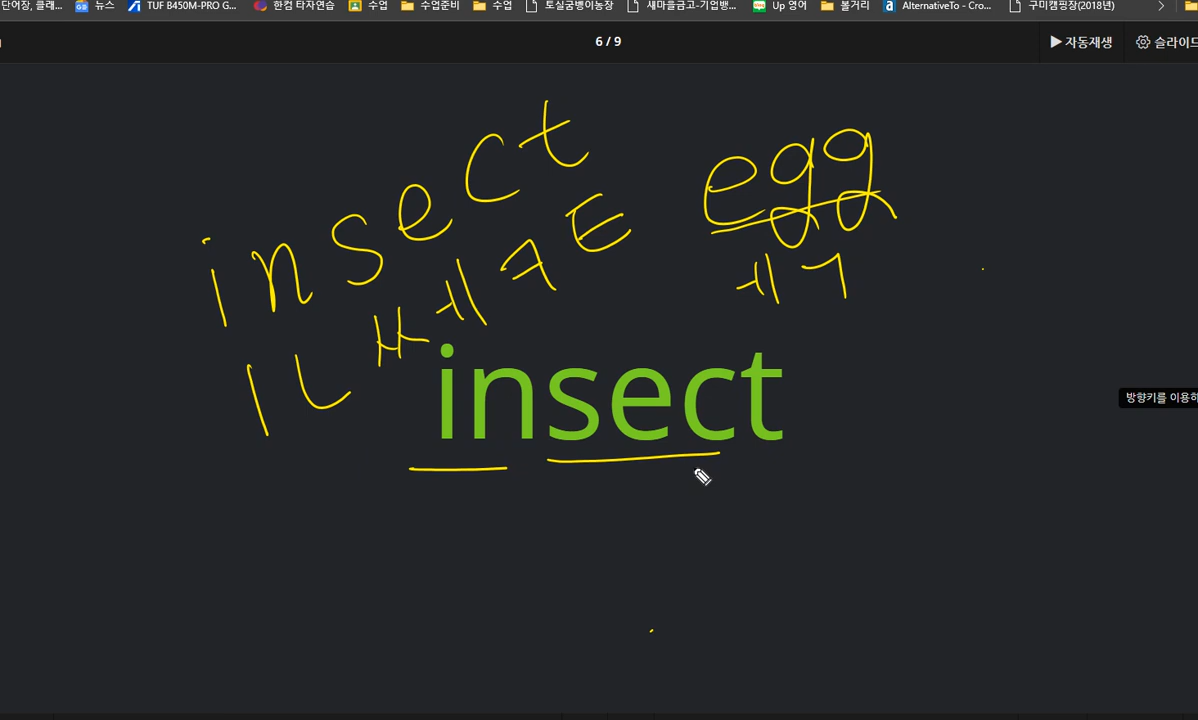 단어장, 클래... 뉴스 TUF B450M-PRO G... 한컴 타자연습 수업 수업준비 수업 토실굼벵이농장 새마을금고-기업뱅... Up 영어 볼거리 AlternativeTo - Cro... 구미캠핑장(2018년)
6 / 9 ▶ 자동재생 슬라이드
insect egg
ㅣㄴㅆㅔㅋㅌ ㅔㄱ
insect
방향키를 이용하